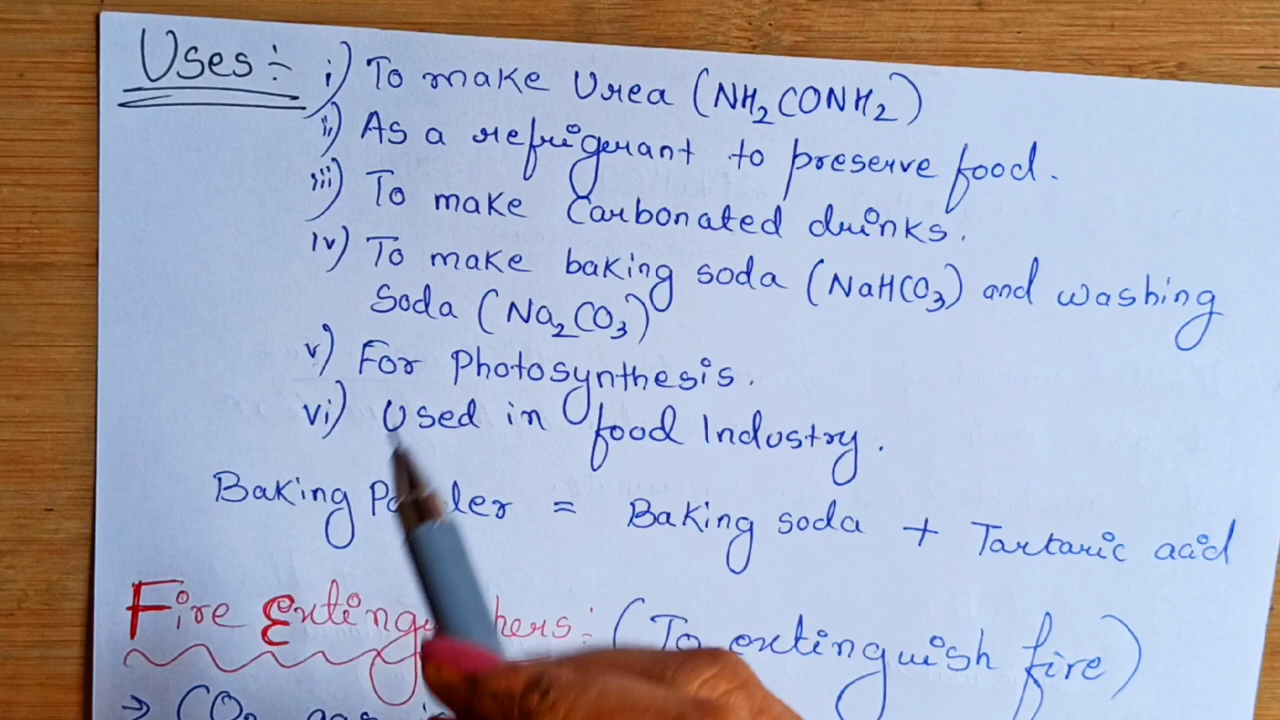 Uses :-
i) To make Urea (NH₂CONH₂)
ii) As a refrigerant to preserve food.
iii) To make Carbonated drinks.
iv) To make baking soda (NaHCO₃) and washing
Soda (Na₂CO₃)
v) For Photosynthesis.
vi) Used in food Industry.
Baking = Baking soda + Tartaric acid
Fire :- (To extinguish fire)
→ CO₂ gas